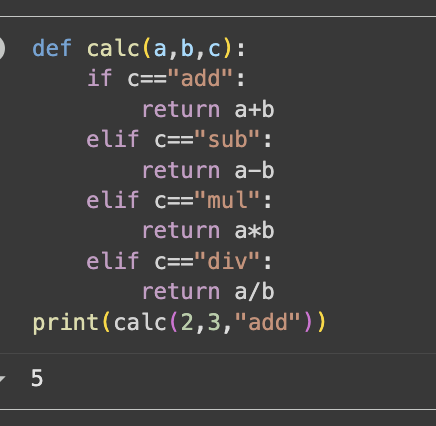 def calc(a,b,c):
    if c=="add":
        return a+b
    elif c=="sub":
        return a-b
    elif c=="mul":
        return a*b
    elif c=="div":
        return a/b
print(calc(2,3,"add"))
5